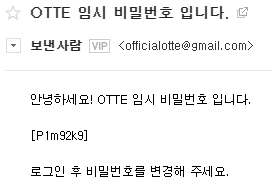 OTTE 임시 비밀번호 입니다.
보낸사람 VIP <officialotte@gmail.com>
안녕하세요! OTTE 임시 비밀번호 입니다.
[P1m92k9]
로그인 후 비밀번호를 변경해 주세요.